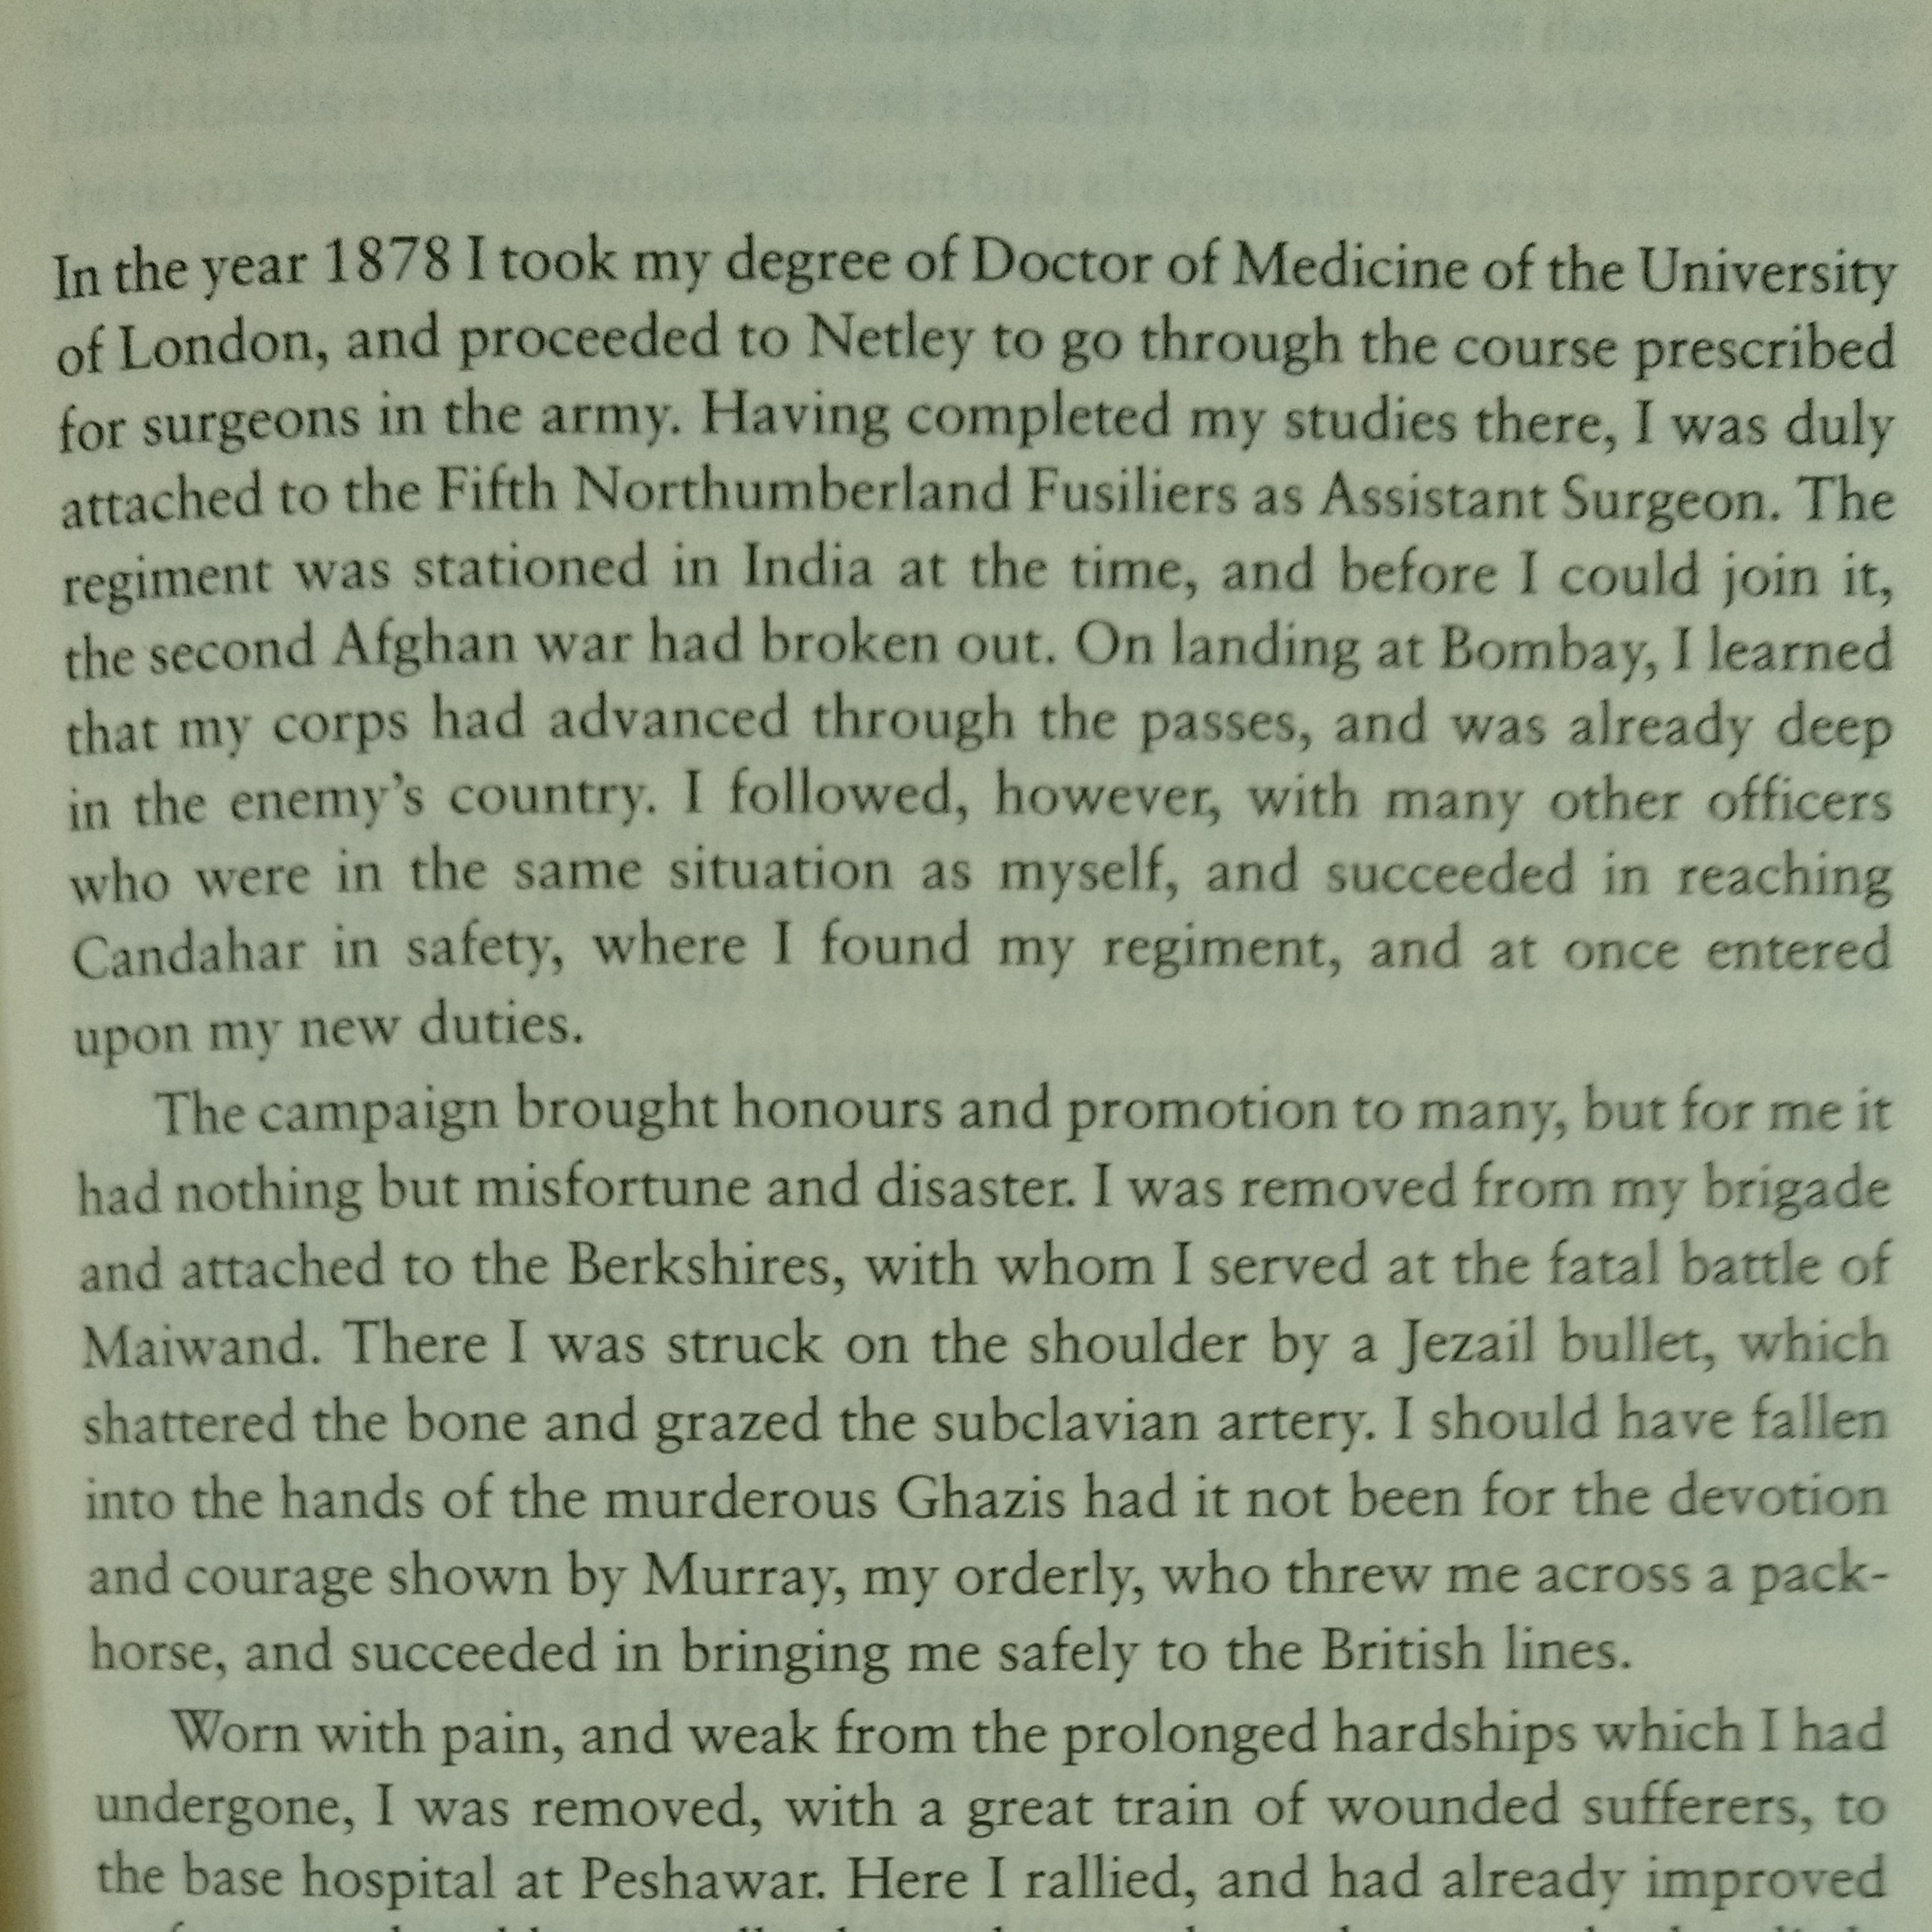 In the year 1878 I took my degree of Doctor of Medicine of the University
of London, and proceeded to Netley to go through the course prescribed
for surgeons in the army. Having completed my studies there, I was duly
attached to the Fifth Northumberland Fusiliers as Assistant Surgeon. The
regiment was stationed in India at the time, and before I could join it,
the second Afghan war had broken out. On landing at Bombay, I learned
that my corps had advanced through the passes, and was already deep
in the enemy’s country. I followed, however, with many other officers
who were in the same situation as myself, and succeeded in reaching
Candahar in safety, where I found my regiment, and at once entered
upon my new duties.
The campaign brought honours and promotion to many, but for me it
had nothing but misfortune and disaster. I was removed from my brigade
and attached to the Berkshires, with whom I served at the fatal battle of
Maiwand. There I was struck on the shoulder by a Jezail bullet, which
shattered the bone and grazed the subclavian artery. I should have fallen
into the hands of the murderous Ghazis had it not been for the devotion
and courage shown by Murray, my orderly, who threw me across a pack-
horse, and succeeded in bringing me safely to the British lines.
Worn with pain, and weak from the prolonged hardships which I had
undergone, I was removed, with a great train of wounded sufferers, to
the base hospital at Peshawar. Here I rallied, and had already improved